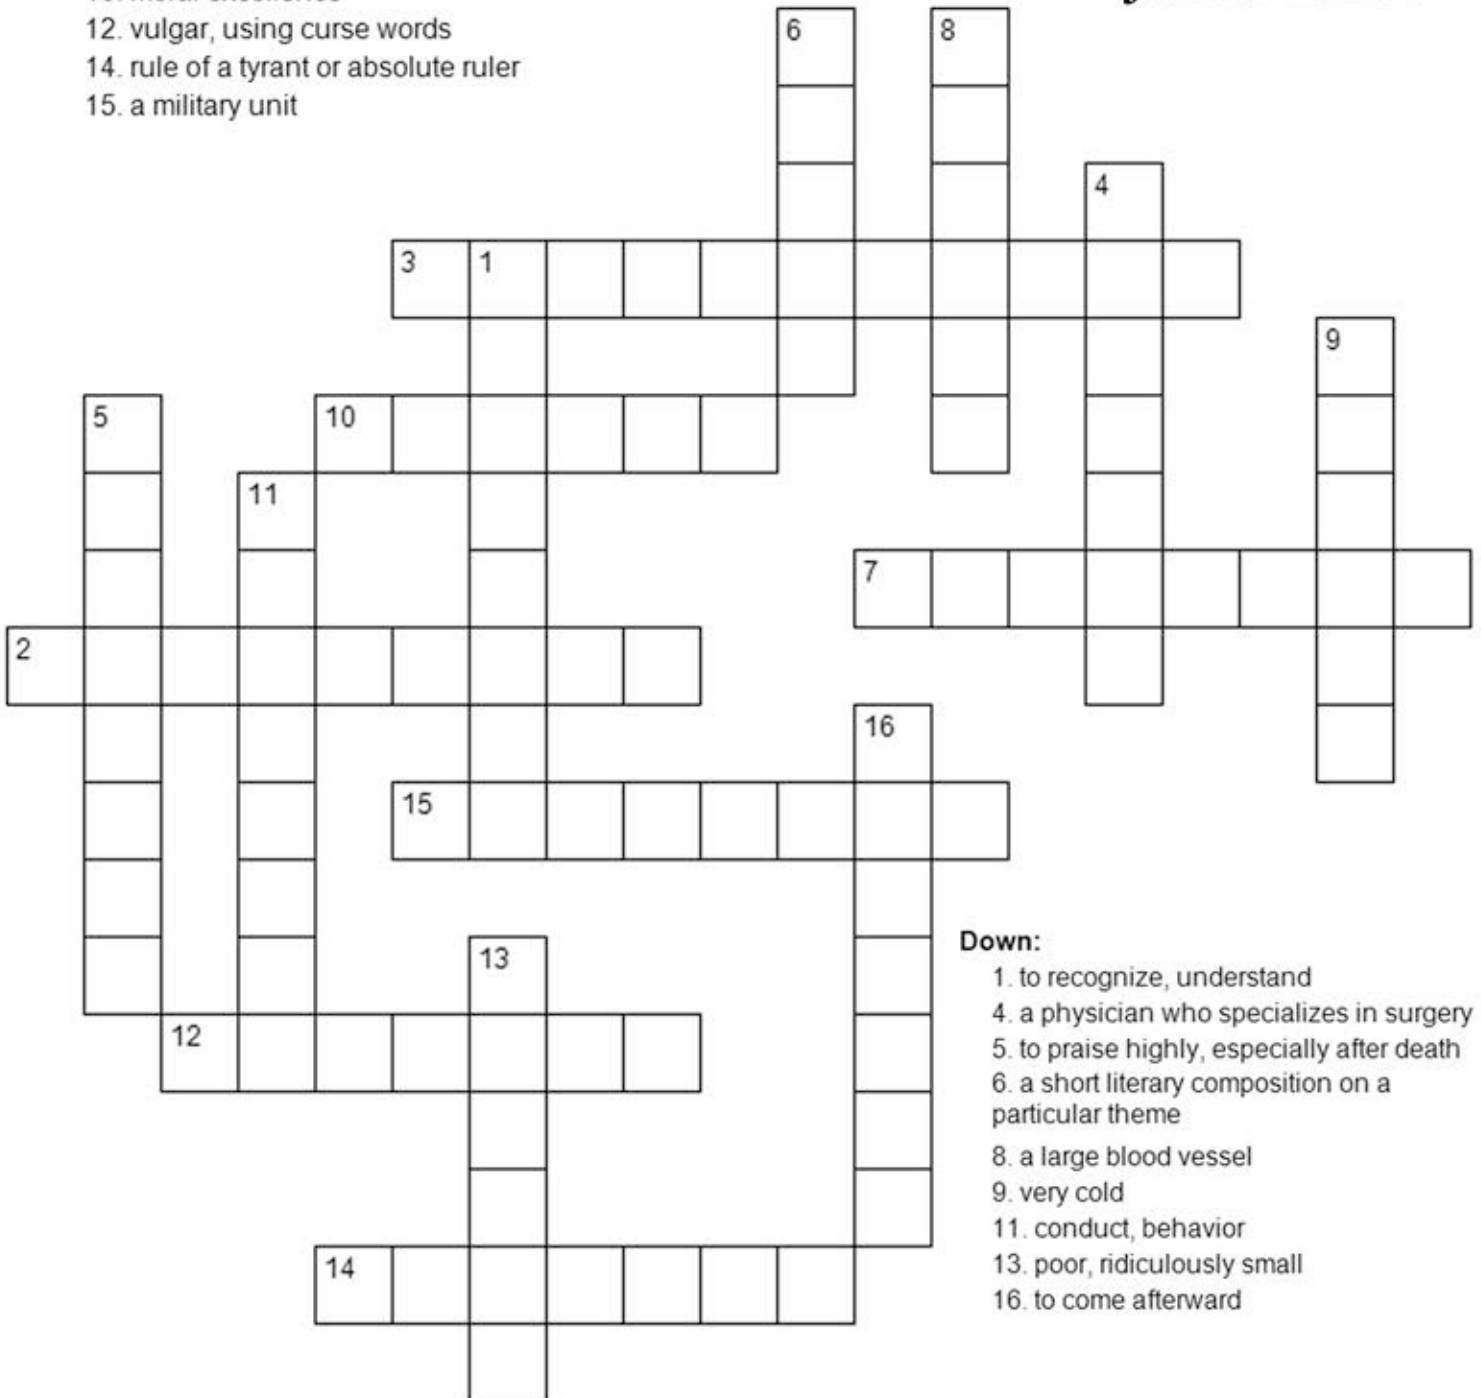 12. vulgar, using curse words
14. rule of a tyrant or absolute ruler
15. a military unit
6
8
4
3
1
9
5
10
11
7
2
16
15
13
12
14
Down:
1. to recognize, understand
4. a physician who specializes in surgery
5. to praise highly, especially after death
6. a short literary composition on a
particular theme
8. a large blood vessel
9. very cold
11. conduct, behavior
13. poor, ridiculously small
16. to come afterward